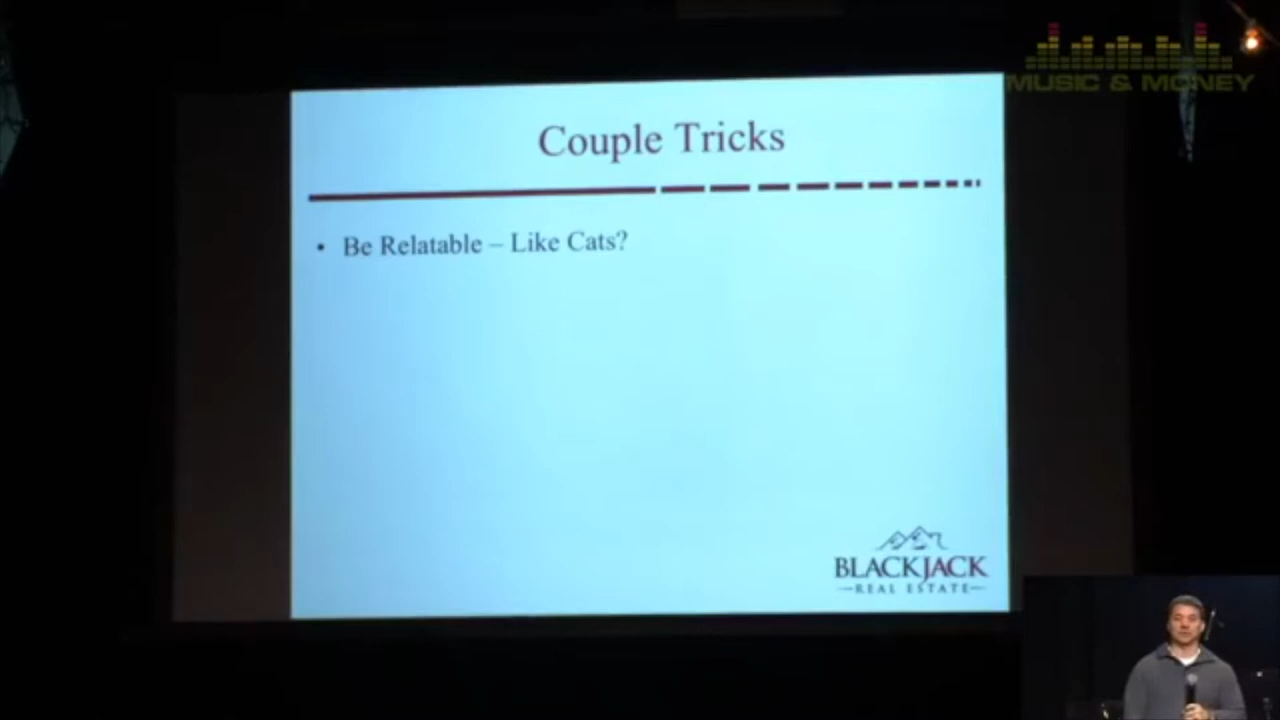 MUSIC & MONEY
Couple Tricks
• Be Relatable – Like Cats?
BLACKJACK
REAL ESTATE